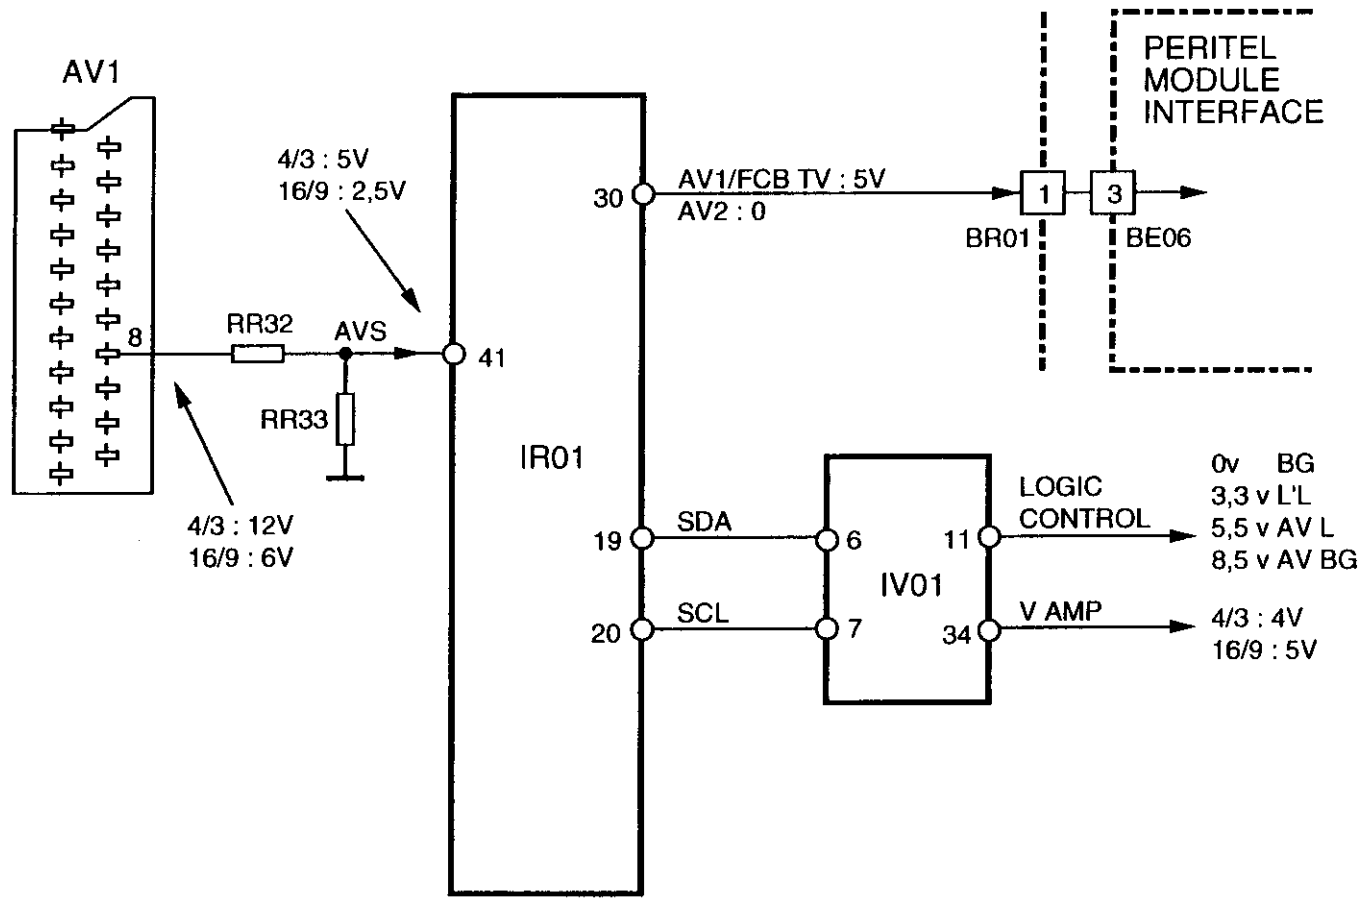 AV1
PERITEL
MODULE
INTERFACE
4/3 : 5V
16/9 : 2,5V
30
AV1/FCB TV : 5V
AV2 : 0
1
3
BR01
BE06
8
RR32
AVS
41
RR33
IR01
4/3 : 12V
16/9 : 6V
19
SDA
6
20
SCL
7
IV01
11
LOGIC
CONTROL
0v BG
3,3 v L'L
5,5 v AV L
8,5 v AV BG
34
V AMP
4/3 : 4V
16/9 : 5V